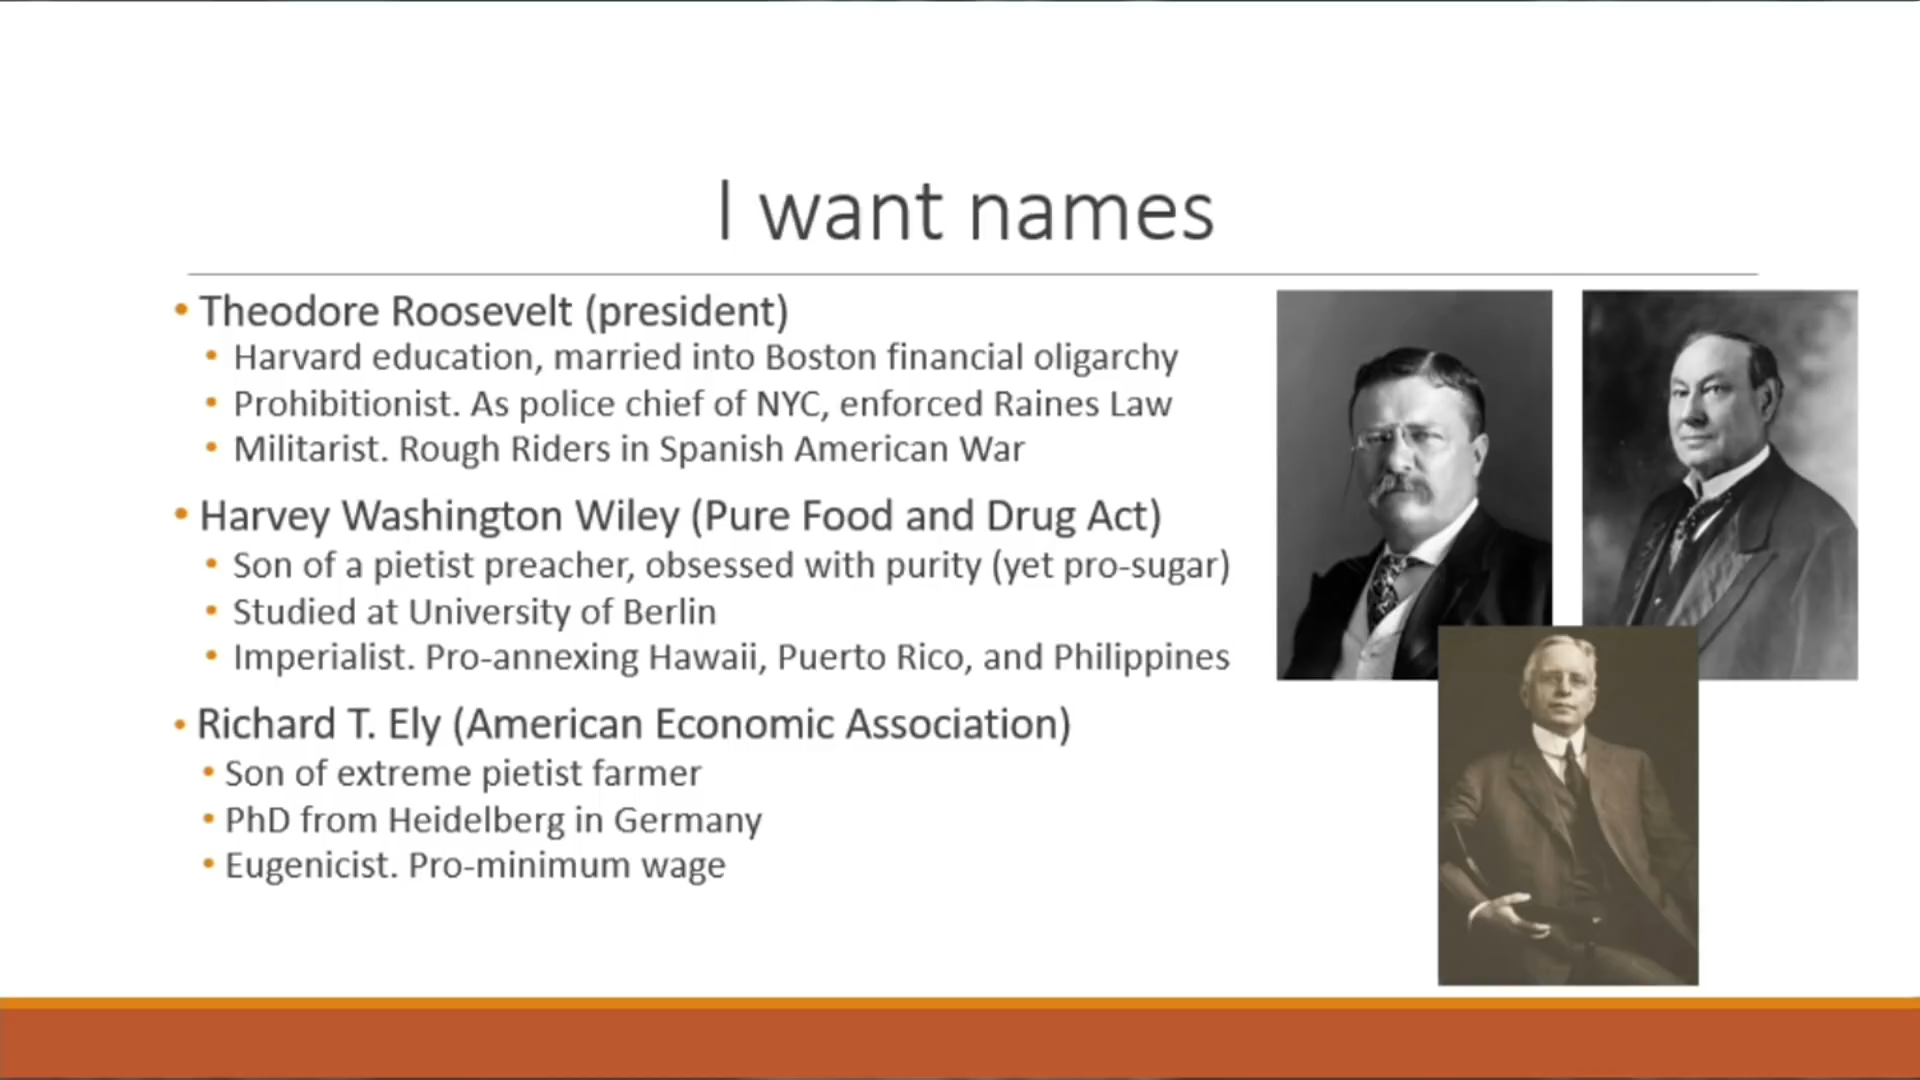 I want names
• Theodore Roosevelt (president)
• Harvard education, married into Boston financial oligarchy
• Prohibitionist. As police chief of NYC, enforced Raines Law
• Militarist. Rough Riders in Spanish American War
• Harvey Washington Wiley (Pure Food and Drug Act)
• Son of a pietist preacher, obsessed with purity (yet pro-sugar)
• Studied at University of Berlin
• Imperialist. Pro-annexing Hawaii, Puerto Rico, and Philippines
• Richard T. Ely (American Economic Association)
• Son of extreme pietist farmer
• PhD from Heidelberg in Germany
• Eugenicist. Pro-minimum wage